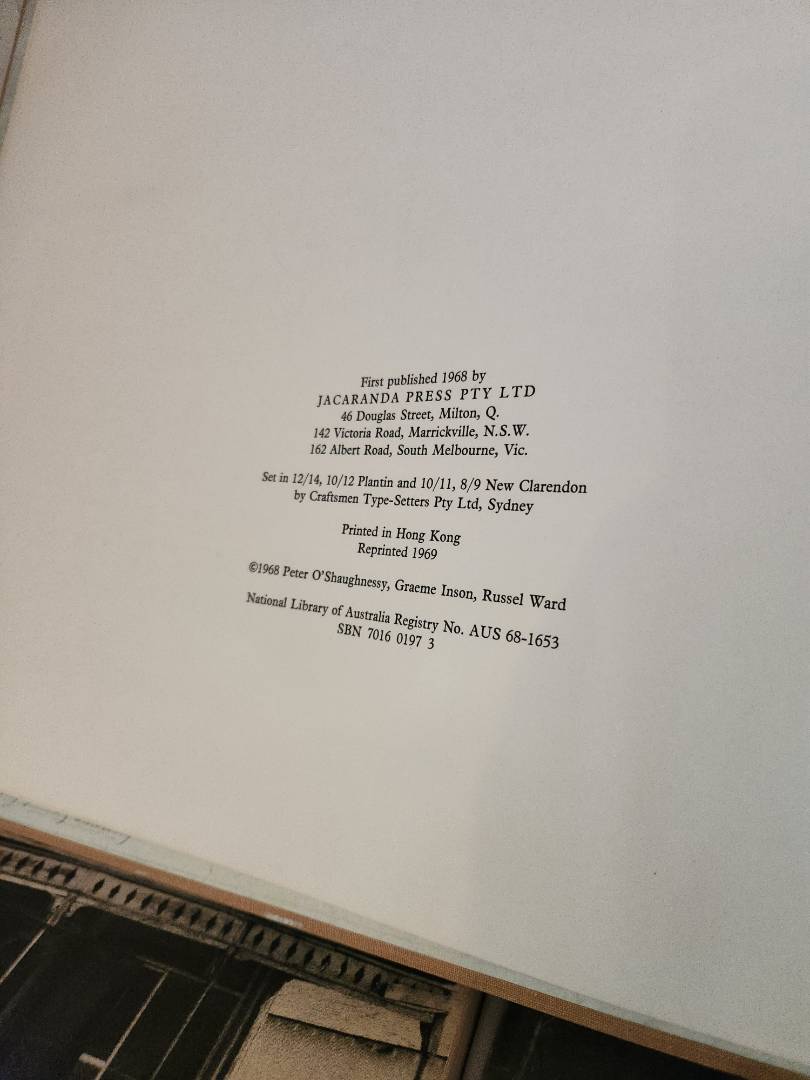 First published 1968 by
JACARANDA PRESS PTY LTD
46 Douglas Street, Milton, Q.
142 Victoria Road, Marrickville, N.S.W.
162 Albert Road, South Melbourne, Vic.
Set in 12/14, 10/12 Plantin and 10/11, 8/9 New Clarendon
by Craftsmen Type-Setters Pty Ltd, Sydney
Printed in Hong Kong
Reprinted 1969
©1968 Peter O'Shaughnessy, Graeme Inson, Russel Ward
National Library of Australia Registry No. AUS 68-1653
SBN 7016 0197 3